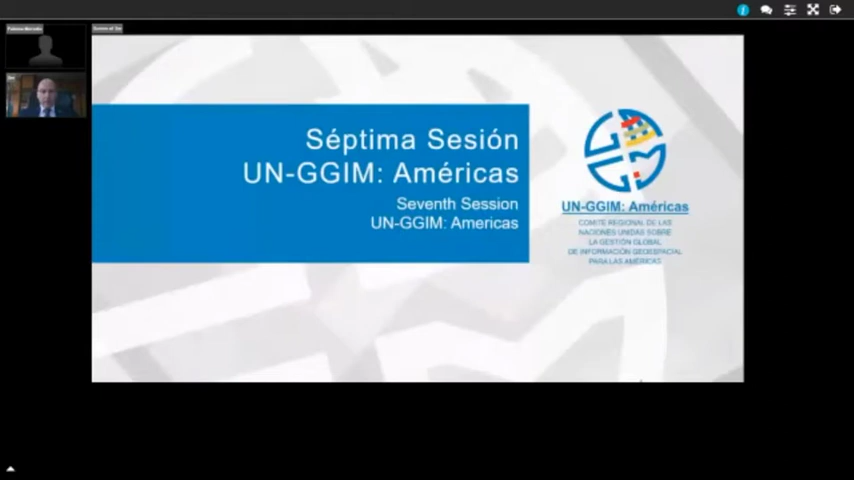 Séptima Sesión
UN-GGIM: Américas
Seventh Session
UN-GGIM: Americas
UN-GGIM: Américas
COMITÉ REGIONAL DE LAS
NACIONES UNIDAS SOBRE
LA GESTIÓN GLOBAL
DE INFORMACIÓN GEOESPACIAL
PARA LAS AMÉRICAS